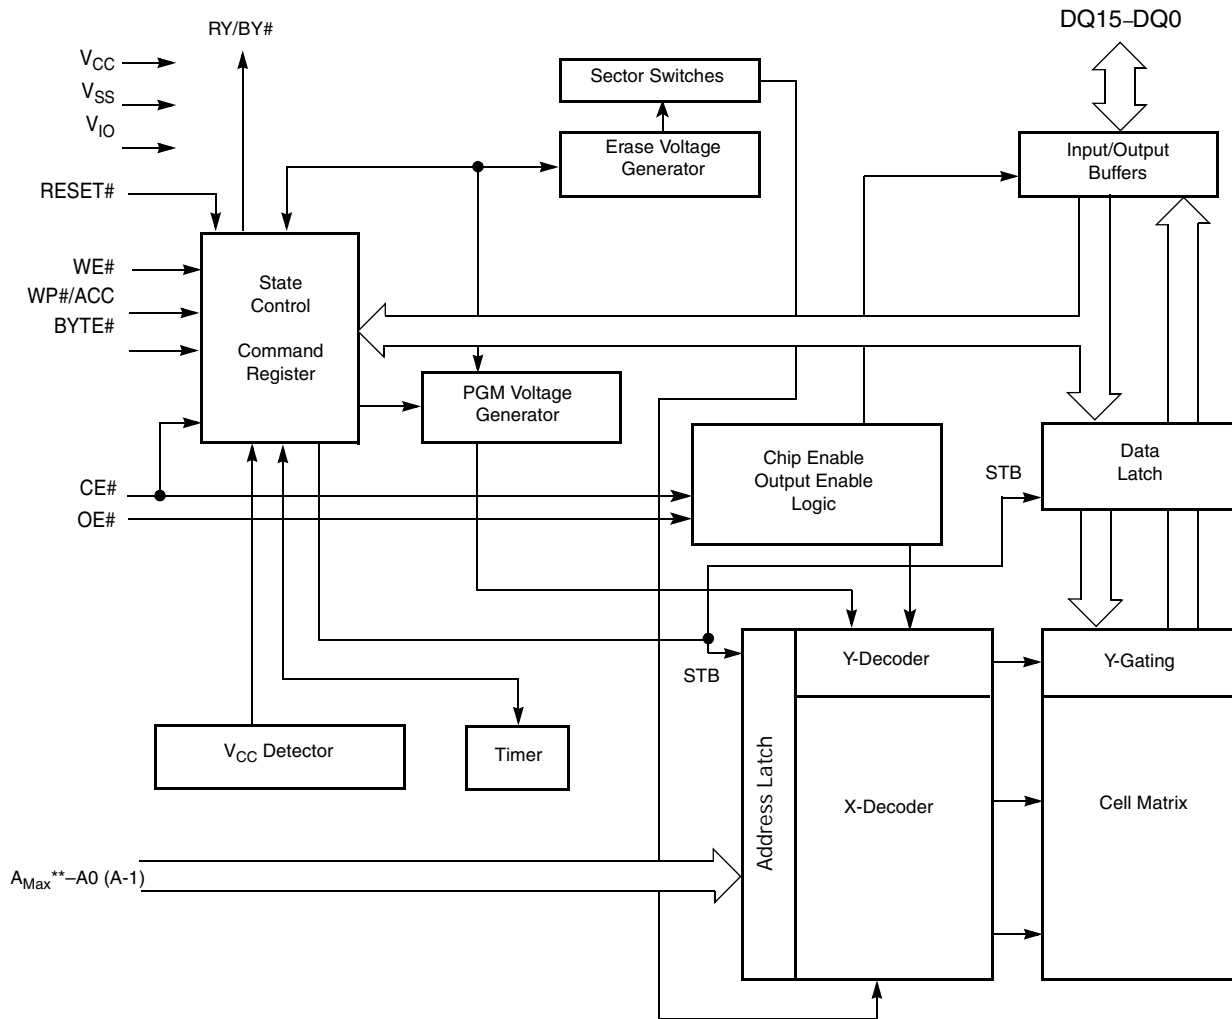 RY/BY#
DQ15–DQ0
VCC
VSS
VIO
RESET#
WE#
WP#/ACC
BYTE#
CE#
OE#
Sector Switches
Erase Voltage
Generator
Input/Output
Buffers
State
Control
Command
Register
PGM Voltage
Generator
Chip Enable
Output Enable
Logic
STB
Data
Latch
STB
Y-Decoder
Y-Gating
VCC Detector
Timer
Address Latch
X-Decoder
Cell Matrix
AMax**–A0 (A-1)